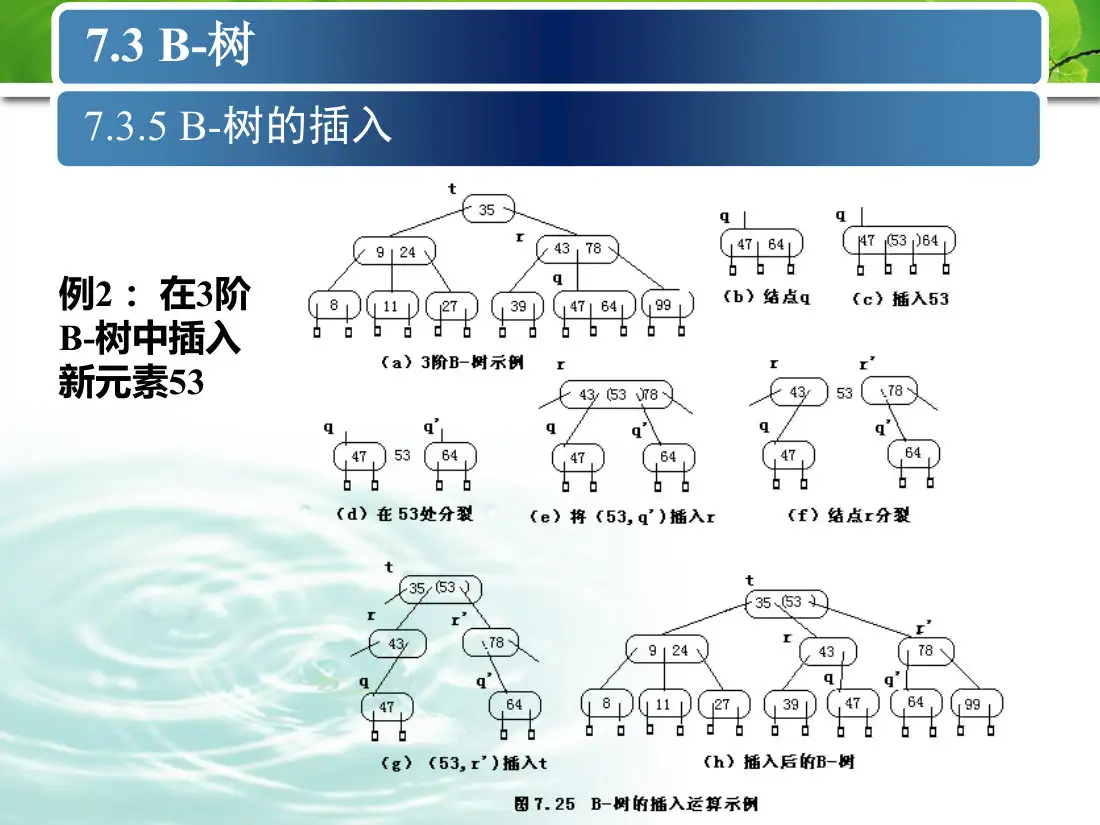 7.3 B-树
7.3.5 B-树的插入
例2： 在3阶
B-树中插入
新元素53
t
35
r
9 24
43 78
q
8 11 27 39 47 64 99
(a) 3阶B-树示例
q
47 64
(b) 结点q
q
47 (53 )64
(c) 插入53
q q'
47 53 64
(d) 在 53处分裂
r
43 (53 )78
q q'
47 64
(e) 将 (53,q')插入r
r r'
43 53 78
q q'
47 64
(f) 结点r分裂
t
35 (53 )
r r'
43 78
q q'
47 64
(g) (53,r')插入t
t
35 (53 )
r r'
9 24 43 78
q q'
8 11 27 39 47 64 99
(h) 插入后的B-树
图7.25 B-树的插入运算示例